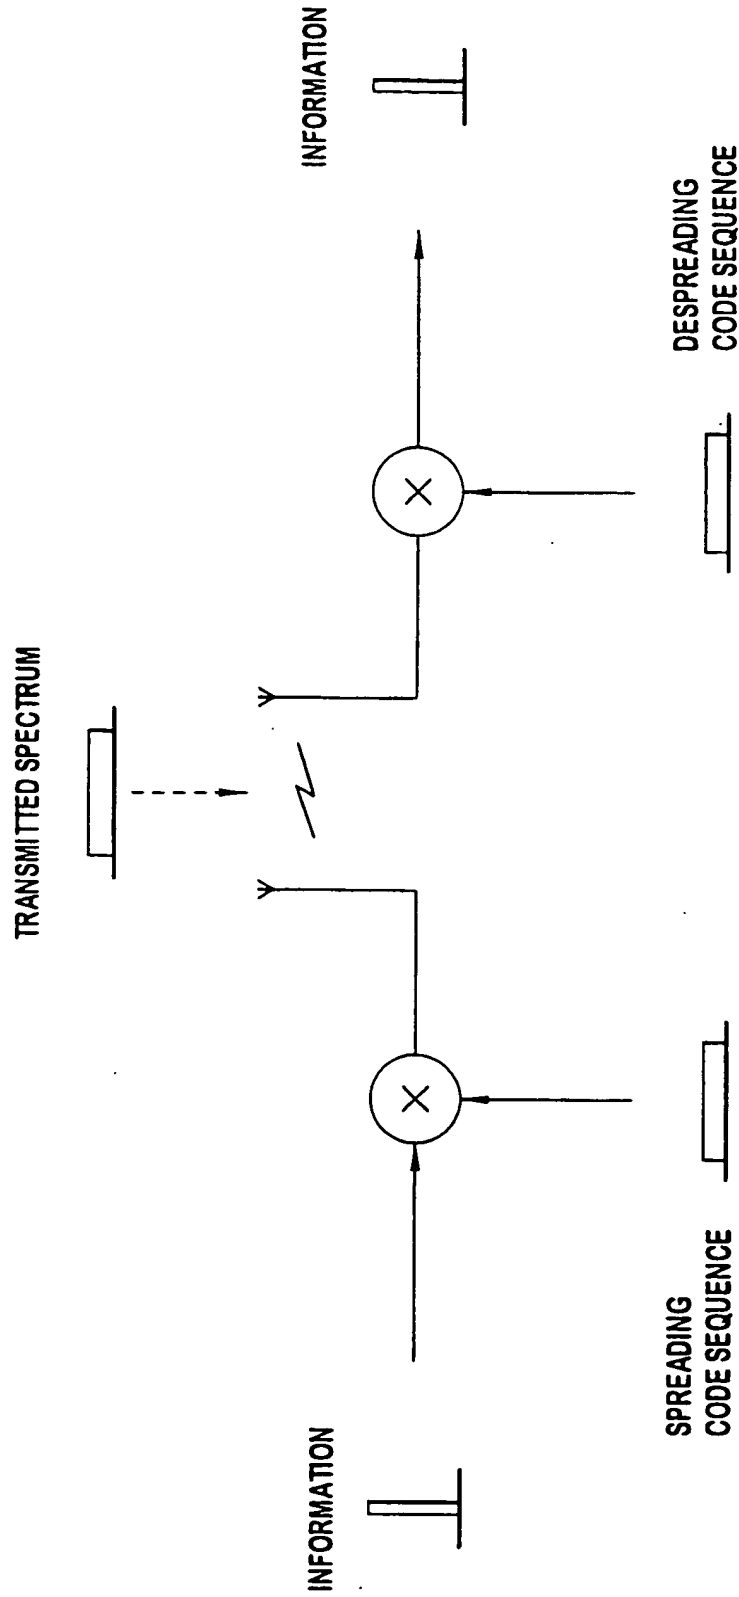 TRANSMITTED SPECTRUM
INFORMATION
INFORMATION
SPREADING
CODE SEQUENCE
DESPREADING
CODE SEQUENCE